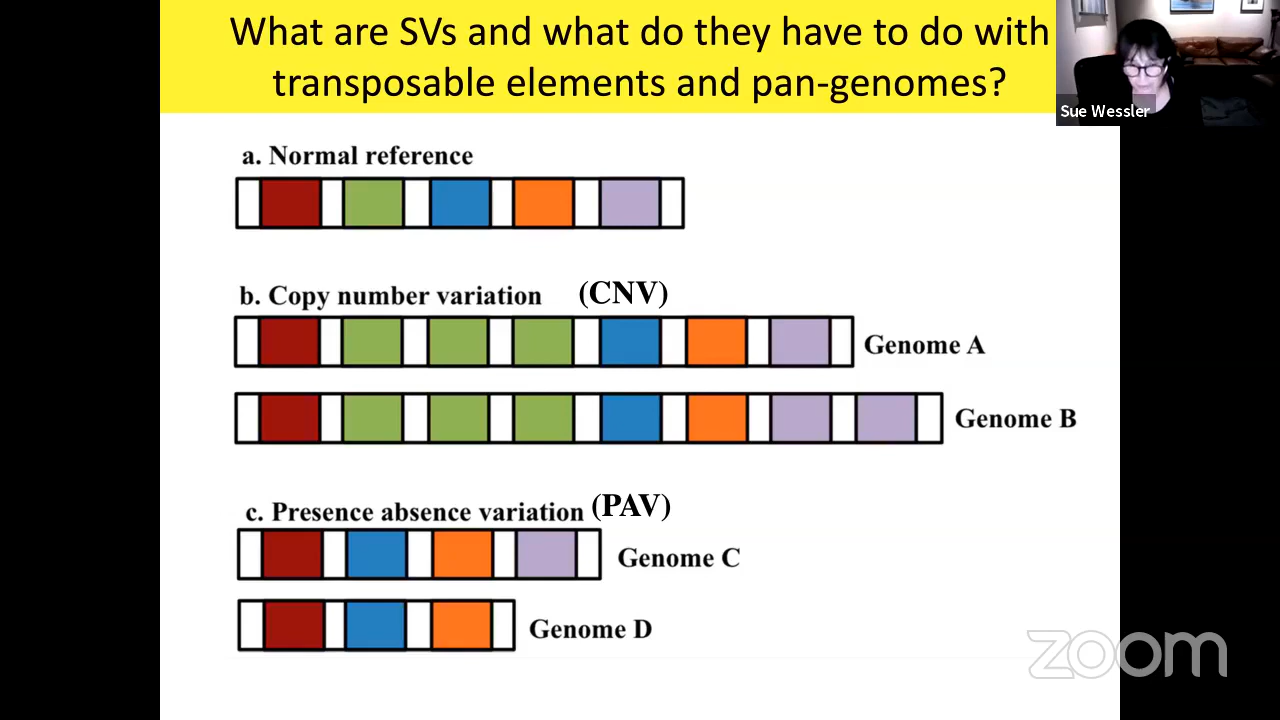 What are SVs and what do they have to do with
transposable elements and pan-genomes?
Sue Wessler
a. Normal reference
b. Copy number variation (CNV)
Genome A
Genome B
c. Presence absence variation (PAV)
Genome C
Genome D
zoom